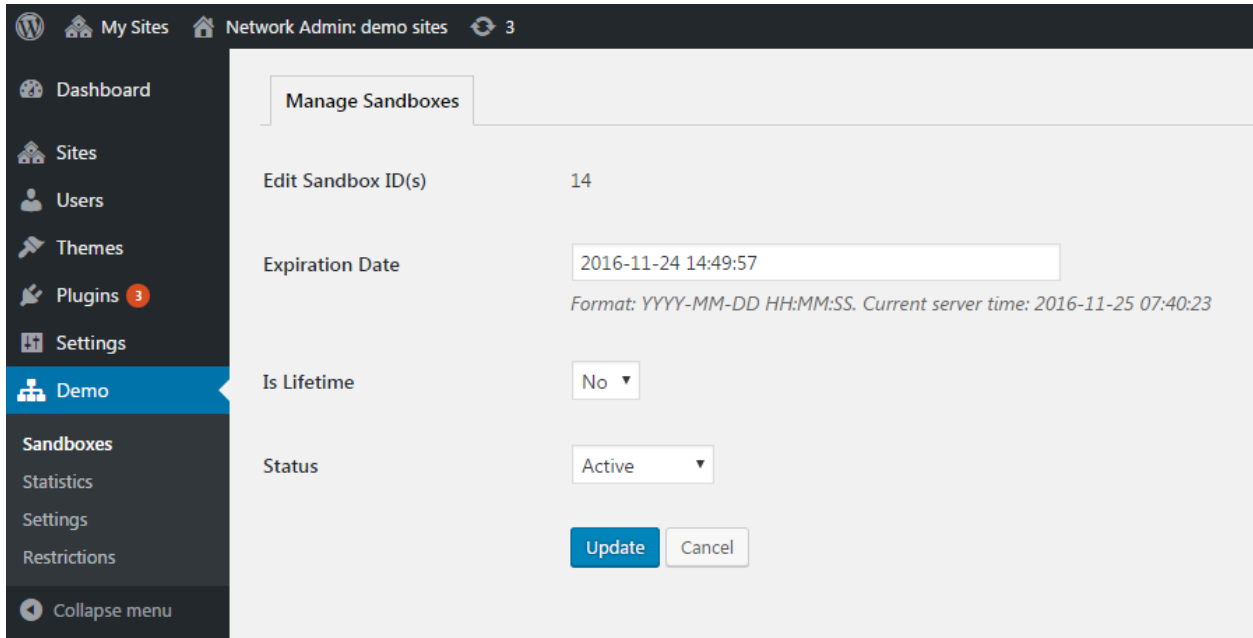 My Sites Network Admin: demo sites 3
Dashboard
Sites
Users
Themes
Plugins 3
Settings
Demo
Sandboxes
Statistics
Settings
Restrictions
Collapse menu
Manage Sandboxes
Edit Sandbox ID(s) 14
Expiration Date 2016-11-24 14:49:57
Format: YYYY-MM-DD HH:MM:SS. Current server time: 2016-11-25 07:40:23
Is Lifetime No
Status Active
Update Cancel